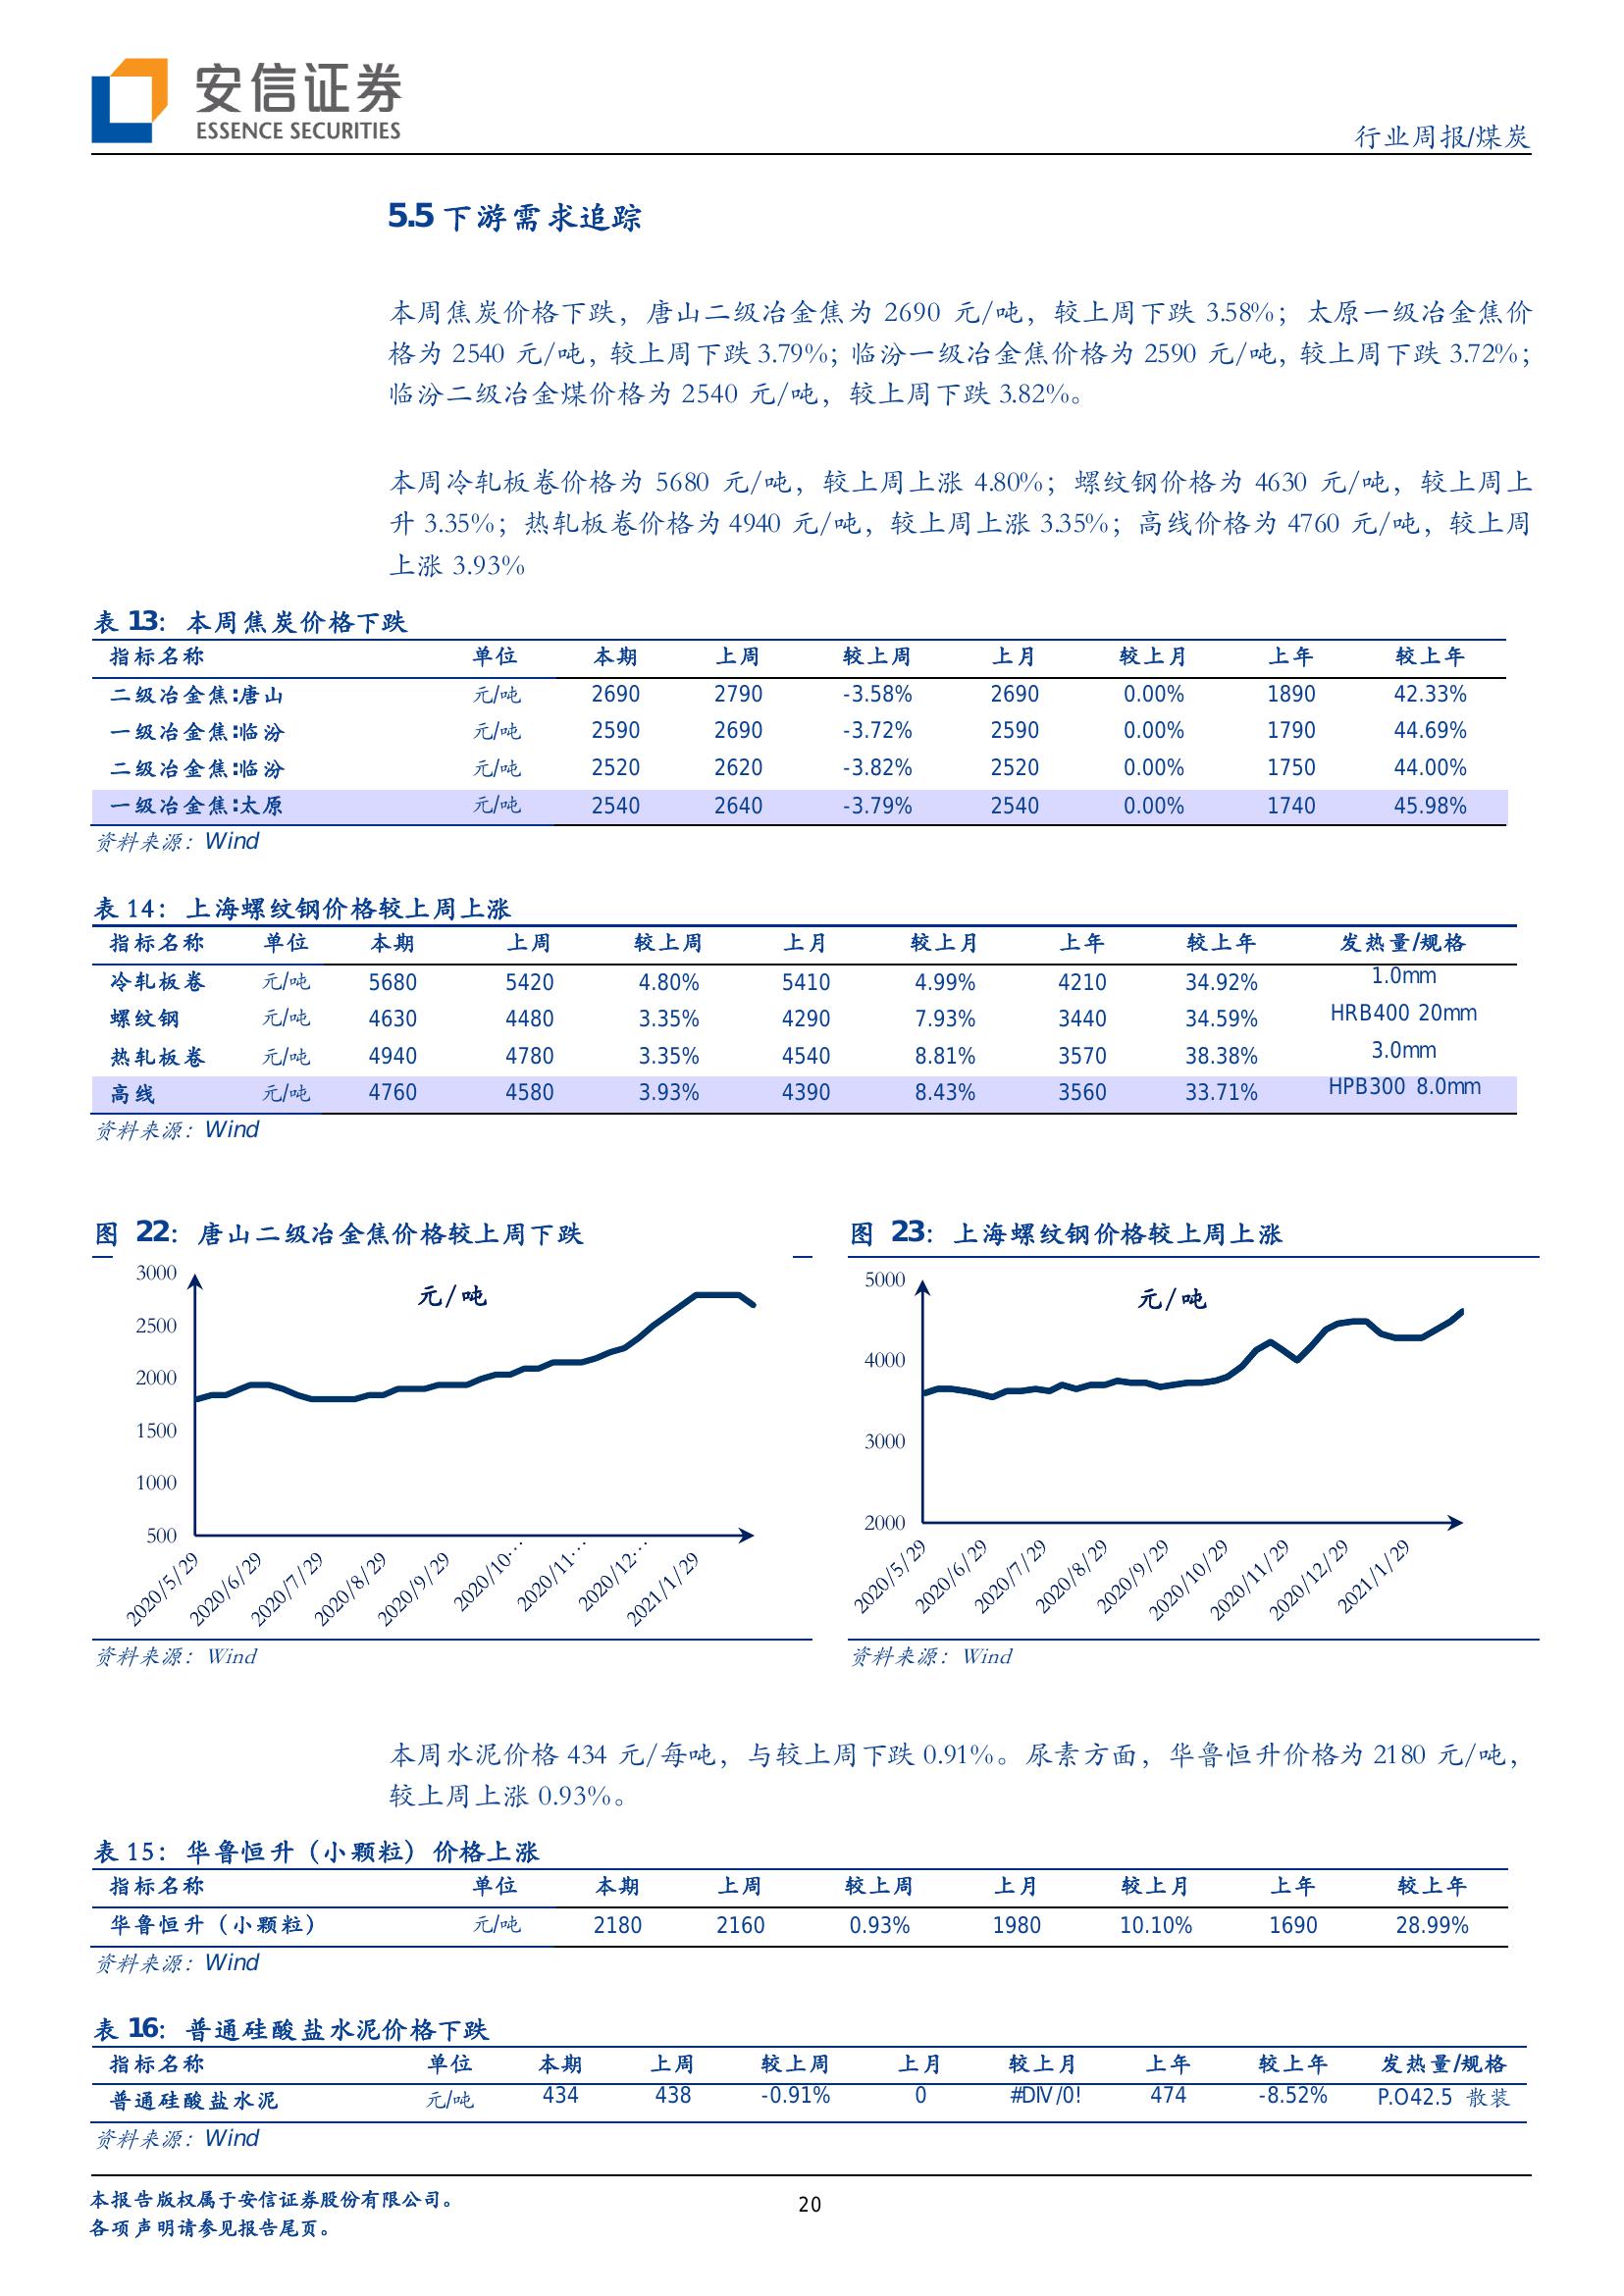 安信证券
ESSENCE SECURITIES
行业周报/煤炭
5.5 下游需求追踪
本周焦炭价格下跌，唐山二级冶金焦为 2690 元/吨，较上周下跌 3.58%；太原一级冶金焦价
格为 2540 元/吨，较上周下跌 3.79%；临汾一级冶金焦价格为 2590 元/吨，较上周下跌 3.72%；
临汾二级冶金煤价格为 2540 元/吨，较上周下跌 3.82%。
本周冷轧板卷价格为 5680 元/吨，较上周上涨 4.80%；螺纹钢价格为 4630 元/吨，较上周上
升 3.35%；热轧板卷价格为 4940 元/吨，较上周上涨 3.35%；高线价格为 4760 元/吨，较上周
上涨 3.93%
表 13：本周焦炭价格下跌
指标名称 单位 本期 上周 较上周 上月 较上月 上年 较上年
二级冶金焦:唐山 元/吨 2690 2790 -3.58% 2690 0.00% 1890 42.33%
一级冶金焦:临汾 元/吨 2590 2690 -3.72% 2590 0.00% 1790 44.69%
二级冶金焦:临汾 元/吨 2520 2620 -3.82% 2520 0.00% 1750 44.00%
一级冶金焦:太原 元/吨 2540 2640 -3.79% 2540 0.00% 1740 45.98%
资料来源：Wind
表 14：上海螺纹钢价格较上周上涨
指标名称 单位 本期 上周 较上周 上月 较上月 上年 较上年 发热量/规格
冷轧板卷 元/吨 5680 5420 4.80% 5410 4.99% 4210 34.92% 1.0mm
螺纹钢 元/吨 4630 4480 3.35% 4290 7.93% 3440 34.59% HRB400 20mm
热轧板卷 元/吨 4940 4780 3.35% 4540 8.81% 3570 38.38% 3.0mm
高线 元/吨 4760 4580 3.93% 4390 8.43% 3560 33.71% HPB300 8.0mm
资料来源：Wind
图 22：唐山二级冶金焦价格较上周下跌
元/吨
3000
2500
2000
1500
1000
500
2020/5/29 2020/6/29 2020/7/29 2020/8/29 2020/9/29 2020/10… 2020/11… 2020/12… 2021/1/29
资料来源：Wind
图 23：上海螺纹钢价格较上周上涨
元/吨
5000
4000
3000
2000
2020/5/29 2020/6/29 2020/7/29 2020/8/29 2020/9/29 2020/10/29 2020/11/29 2020/12/29 2021/1/29
资料来源：Wind
本周水泥价格 434 元/每吨，与较上周下跌 0.91%。尿素方面，华鲁恒升价格为 2180 元/吨，
较上周上涨 0.93%。
表 15：华鲁恒升（小颗粒）价格上涨
指标名称 单位 本期 上周 较上周 上月 较上月 上年 较上年
华鲁恒升（小颗粒） 元/吨 2180 2160 0.93% 1980 10.10% 1690 28.99%
资料来源：Wind
表 16：普通硅酸盐水泥价格下跌
指标名称 单位 本期 上周 较上周 上月 较上月 上年 较上年 发热量/规格
普通硅酸盐水泥 元/吨 434 438 -0.91% 0 #DIV/0! 474 -8.52% P.O42.5 散装
资料来源：Wind
本报告版权属于安信证券股份有限公司。
各项声明请参见报告尾页。
20